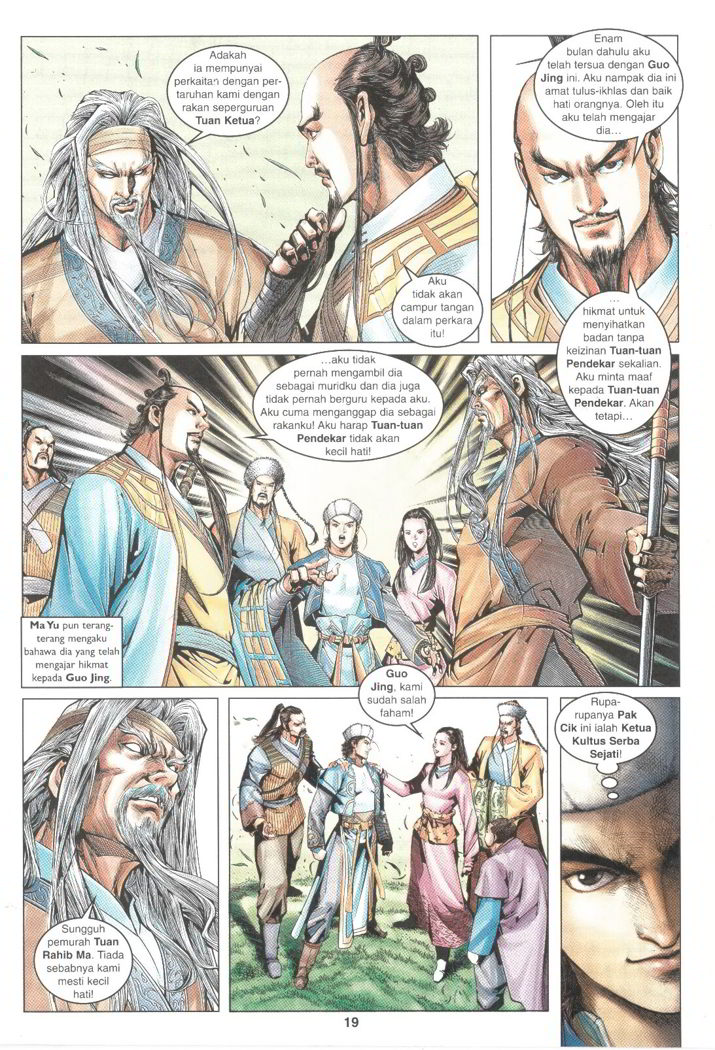 Adakah
ia mempunyai
perkaitan dengan per-
taruhan kami dengan
rakan seperguruan
Tuan Ketua?
Aku
tidak akan
campur tangan
dalam perkara
itu!
Enam
bulan dahulu aku
telah tersua dengan Guo
Jing ini. Aku nampak dia ini
amat tulus-ikhlas dan baik
hati orangnya. Oleh itu
aku telah mengajar
dia...
...
hikmat untuk
menyihatkan
badan tanpa
keizinan Tuan-tuan
Pendekar sekalian.
Aku minta maaf
kepada Tuan-tuan
Pendekar. Akan
tetapi...
...aku tidak
pernah mengambil dia
sebagai muridku dan dia juga
tidak pernah berguru kepada aku.
Aku cuma menganggap dia sebagai
rakanku! Aku harap Tuan-tuan
Pendekar tidak akan
kecil hati!
Ma Yu pun terang-
terang mengaku
bahawa dia yang telah
mengajar hikmat
kepada Guo Jing.
Sungguh
pemurah Tuan
Rahib Ma. Tiada
sebabnya kami
mesti kecil
hati!
Guo
Jing, kami
sudah salah
faham!
Rupa-
rupanya Pak
Cik ini ialah Ketua
Kultus Serba
Sejati!
19